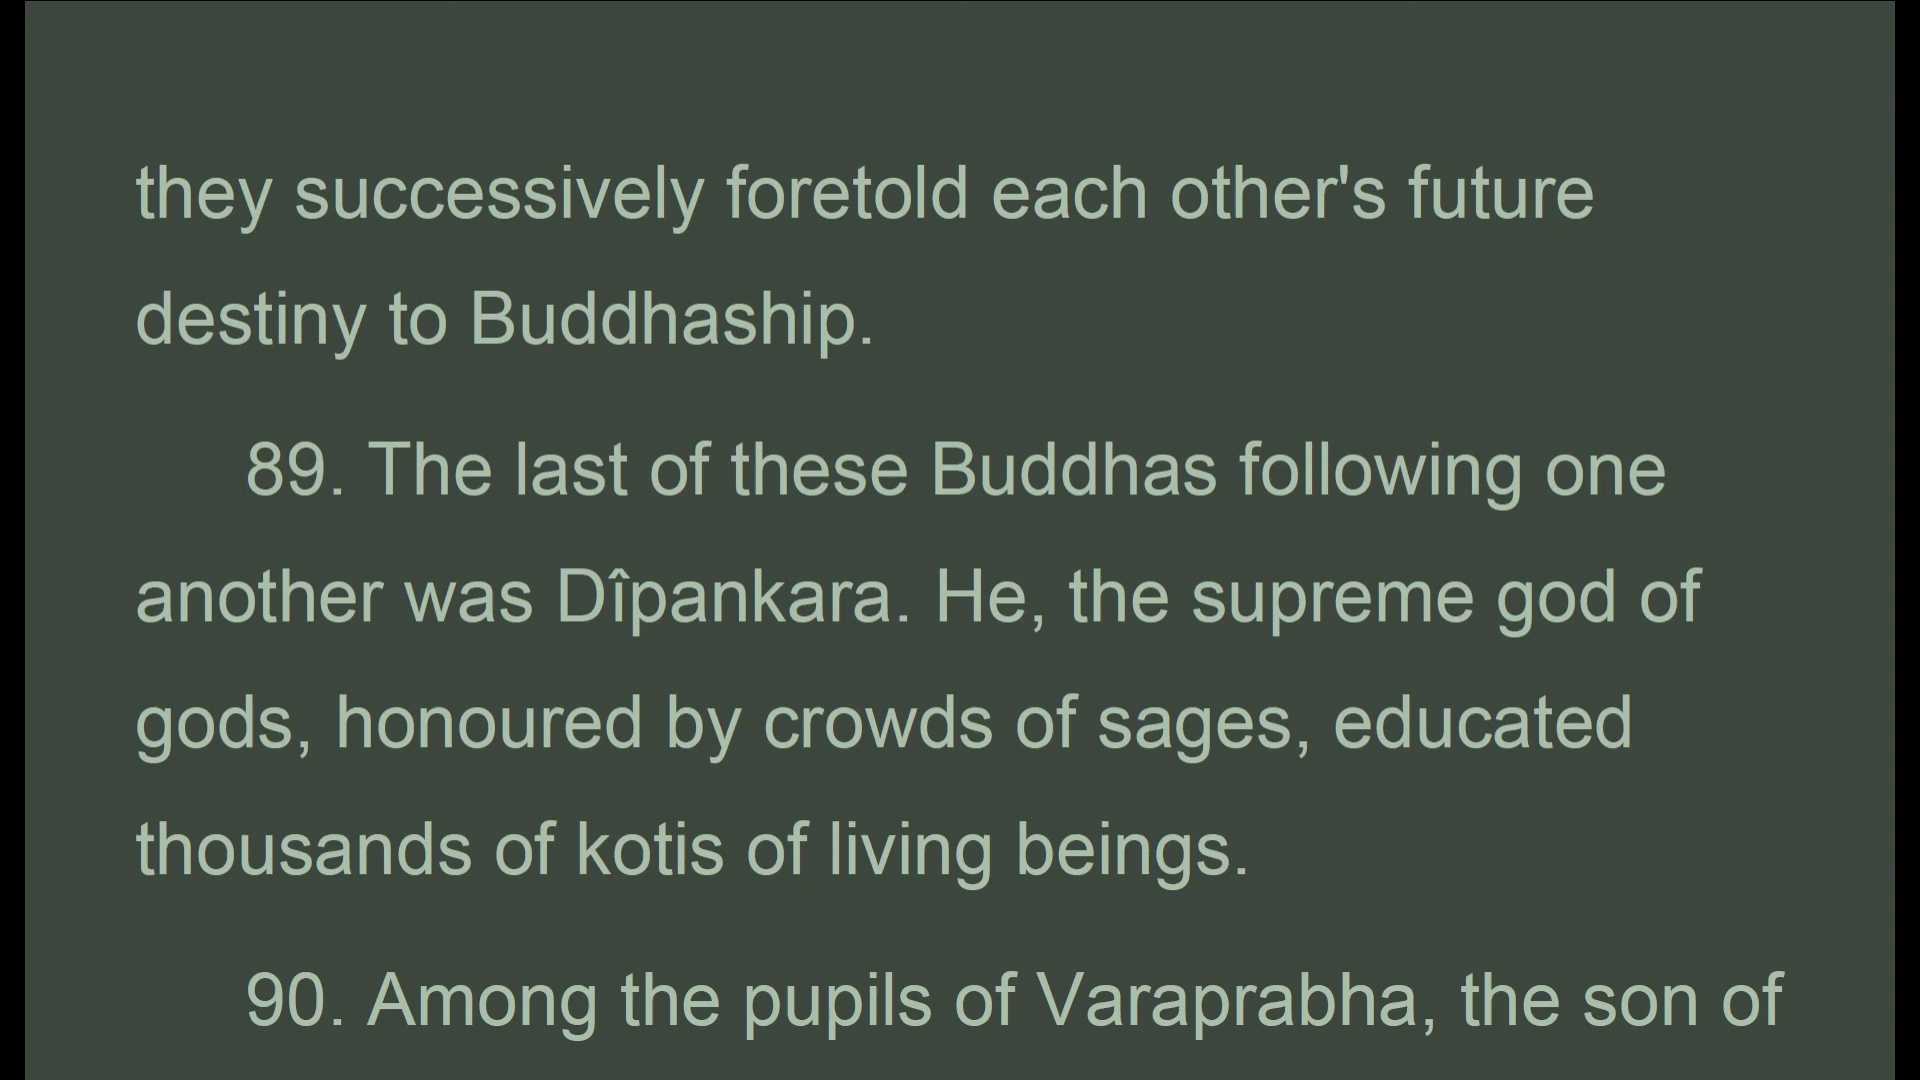 they successively foretold each other's future
destiny to Buddhaship.
89. The last of these Buddhas following one
another was Dîpankara. He, the supreme god of
gods, honoured by crowds of sages, educated
thousands of kotis of living beings.
90. Among the pupils of Varaprabha, the son of